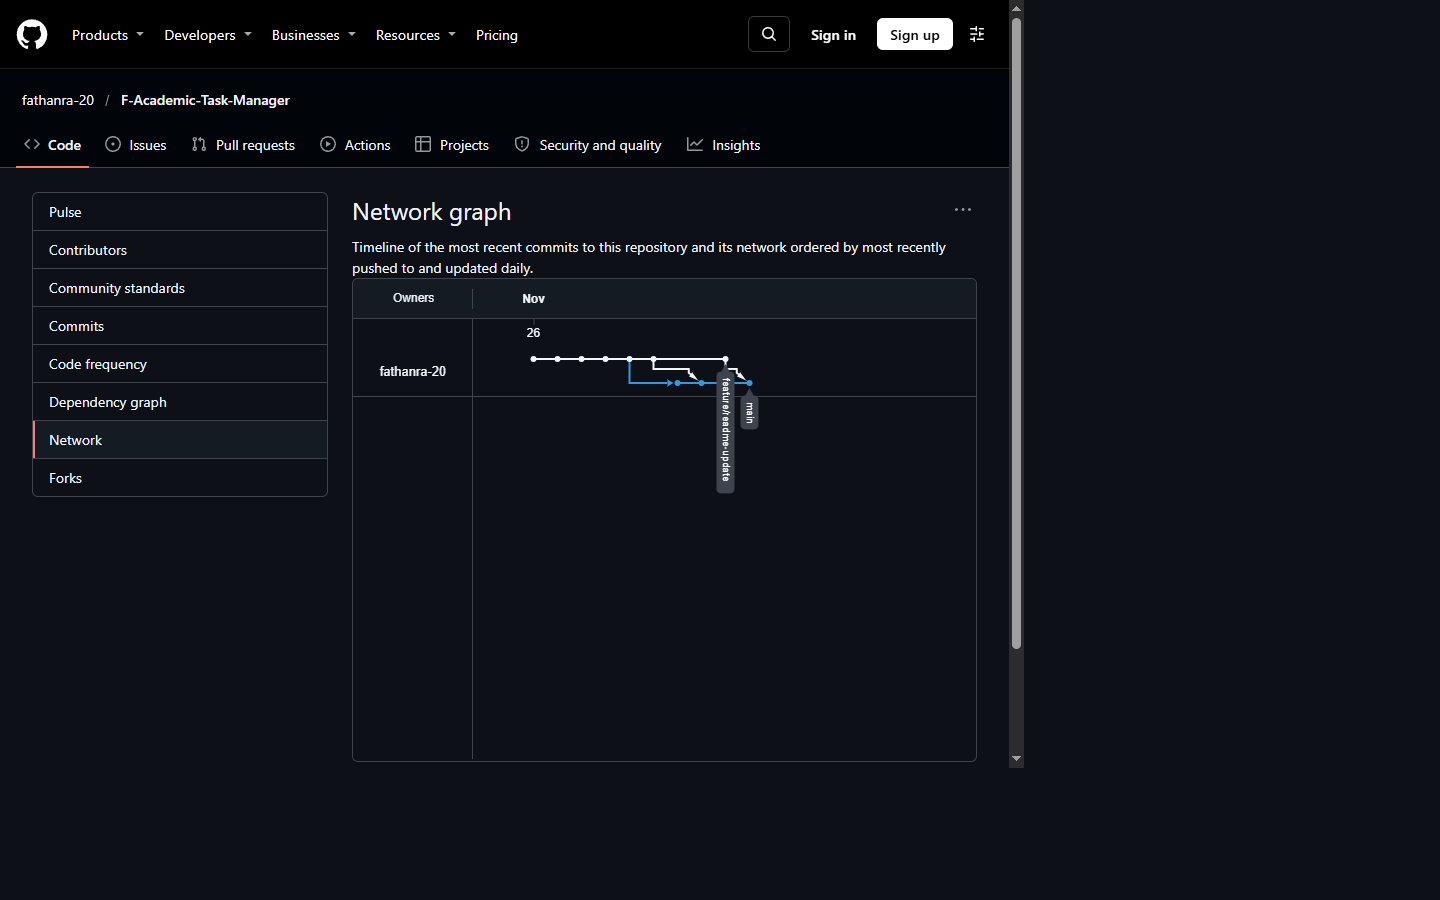 Products
Developers
Businesses
Resources
Pricing
Sign in
Sign up
fathanra-20 / F-Academic-Task-Manager
Code
Issues
Pull requests
Actions
Projects
Security and quality
Insights
Pulse
Contributors
Community standards
Commits
Code frequency
Dependency graph
Network
Forks
Network graph
Timeline of the most recent commits to this repository and its network ordered by most recently
pushed to and updated daily.
Owners
Nov
26
fathanra-20
feature/readme-update
main